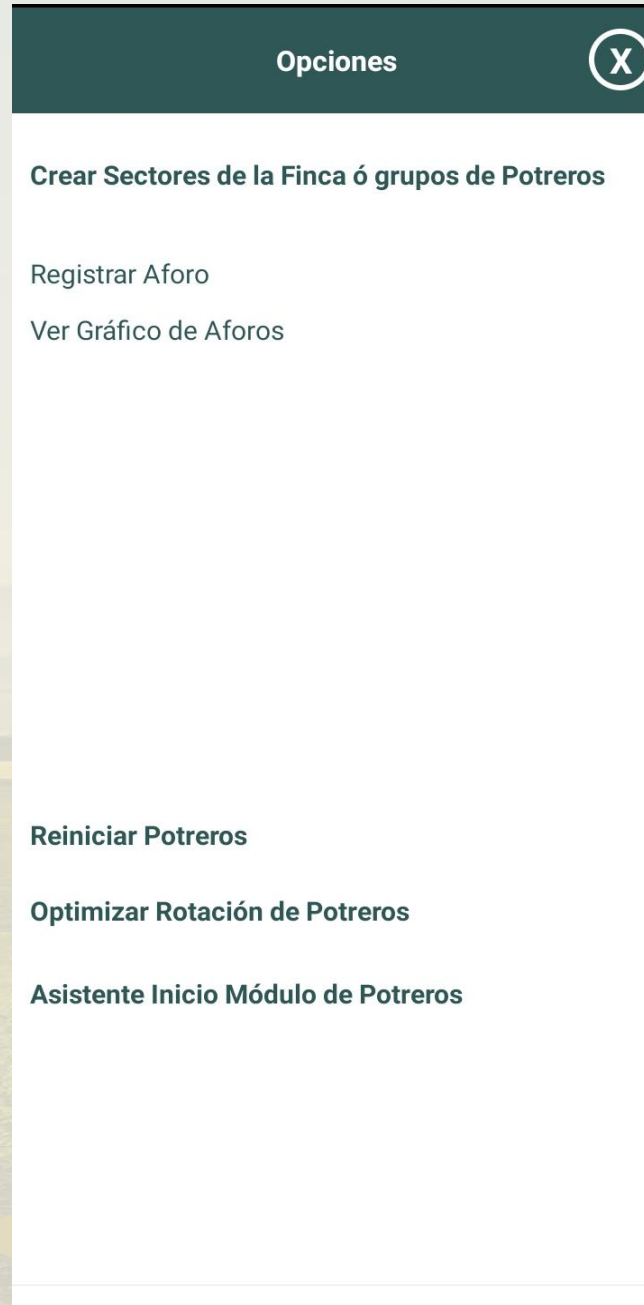 Opciones
X
Crear Sectores de la Finca ó grupos de Potreros
Registrar Aforo
Ver Gráfico de Aforos
Reiniciar Potreros
Optimizar Rotación de Potreros
Asistente Inicio Módulo de Potreros